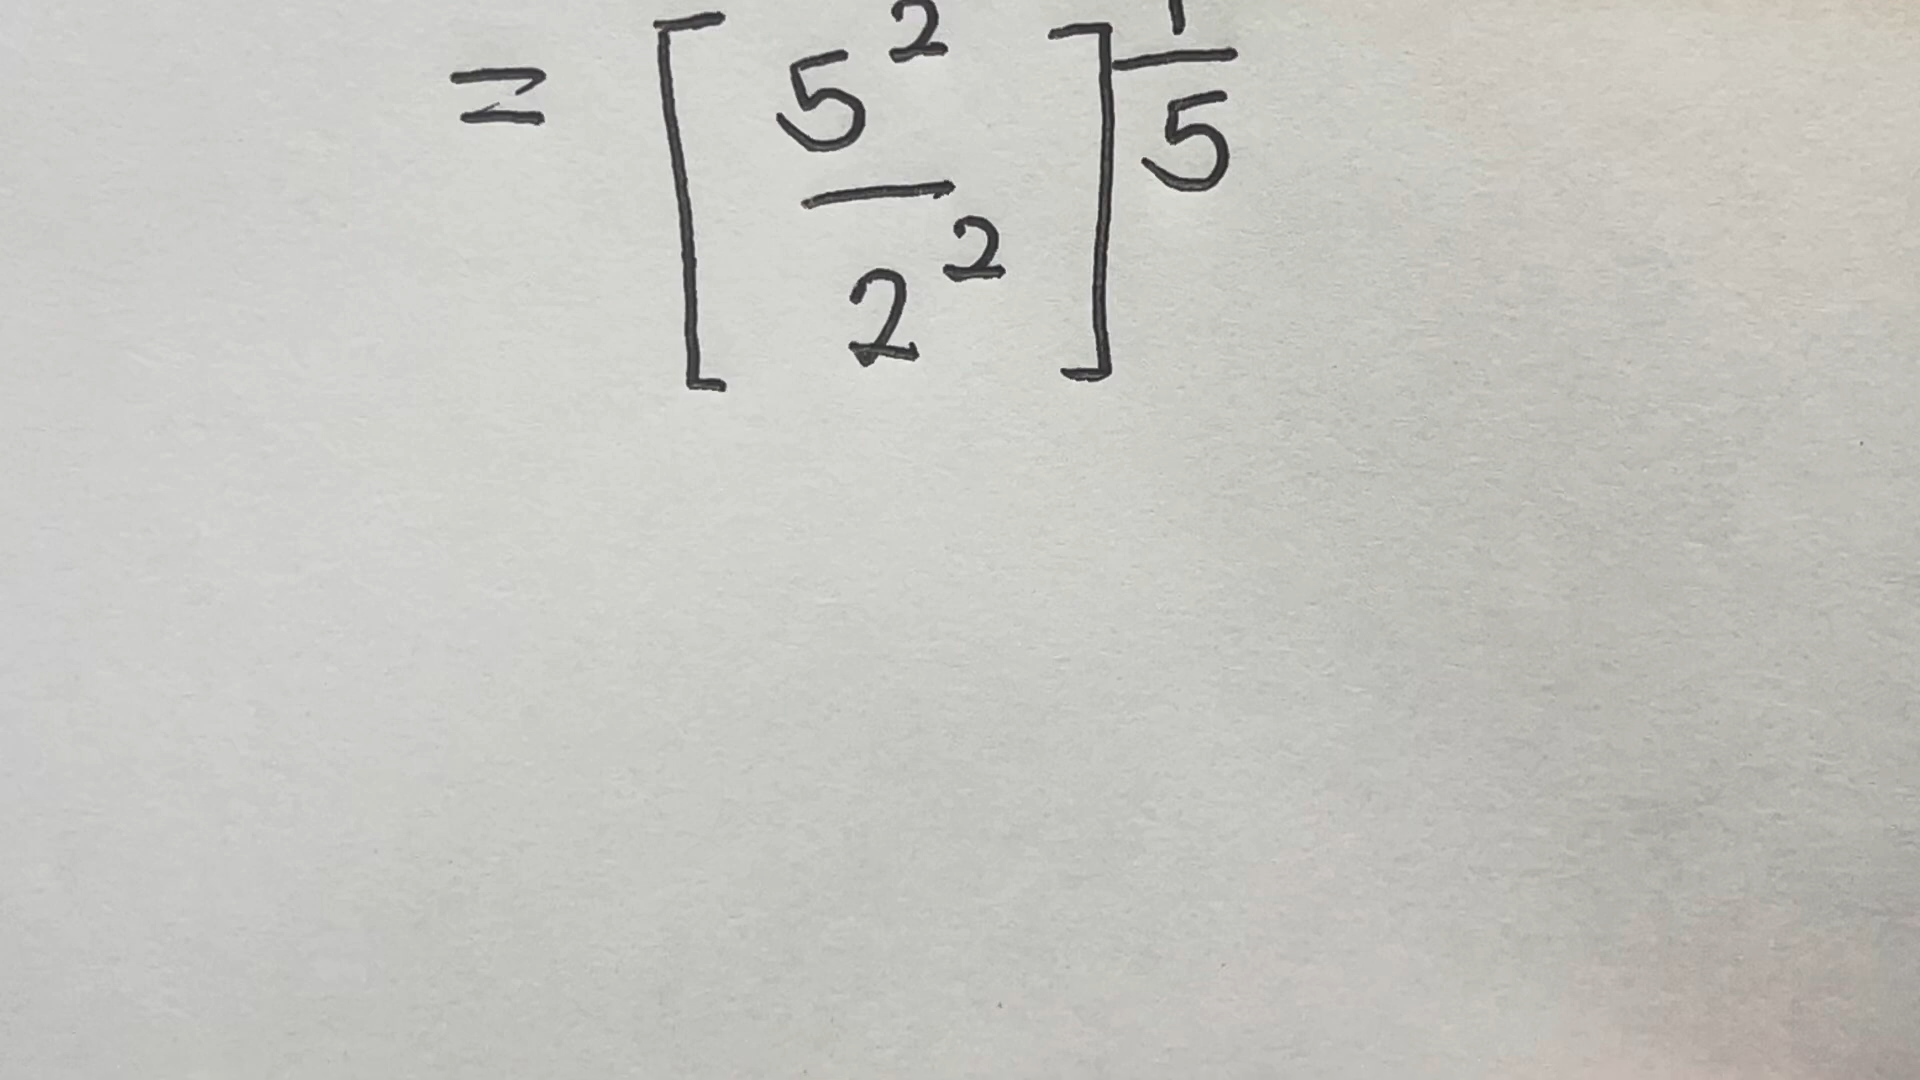 = [ 5² / 2² ]^(1/5)